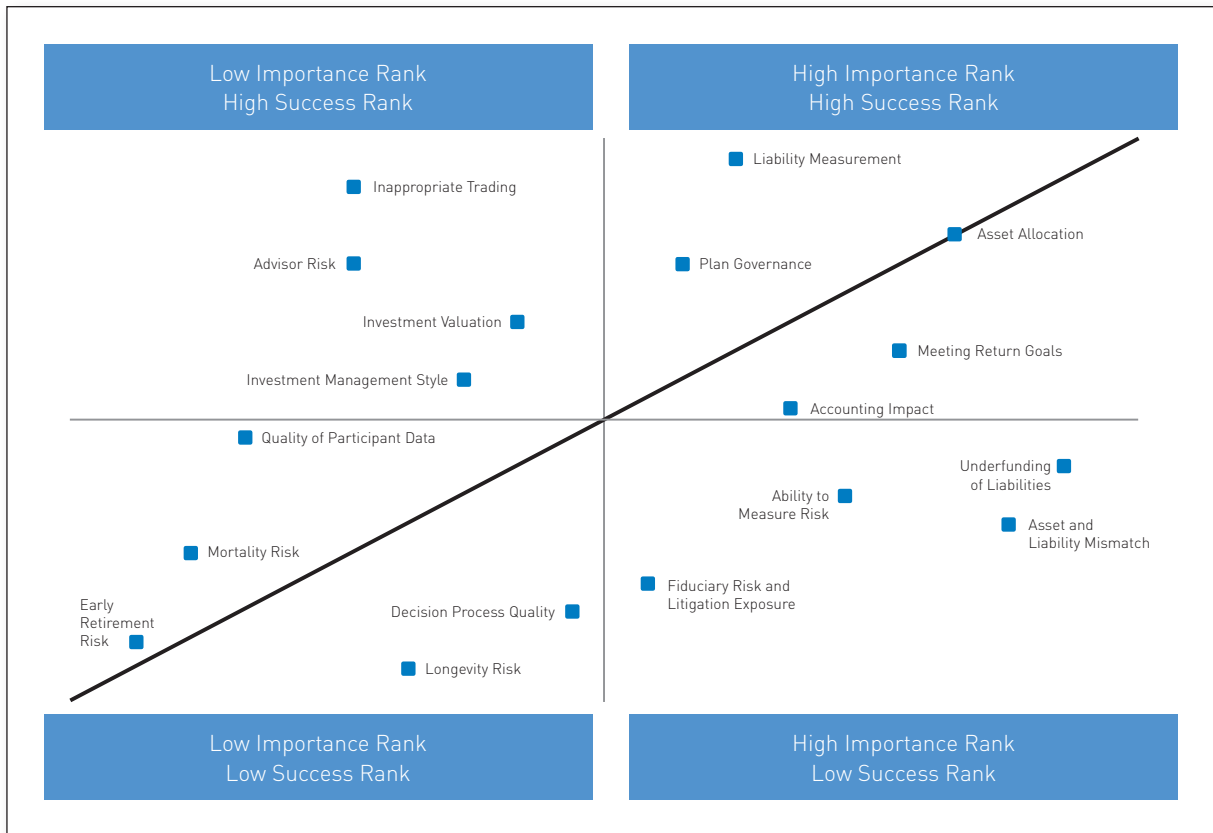 Low Importance Rank
High Success Rank
High Importance Rank
High Success Rank
Liability Measurement
Inappropriate Trading
Asset Allocation
Advisor Risk
Plan Governance
Investment Valuation
Meeting Return Goals
Investment Management Style
Accounting Impact
Quality of Participant Data
Underfunding
of Liabilities
Ability to
Measure Risk
Asset and
Liability Mismatch
Mortality Risk
Fiduciary Risk and
Litigation Exposure
Early
Retirement
Risk
Decision Process Quality
Longevity Risk
Low Importance Rank
Low Success Rank
High Importance Rank
Low Success Rank